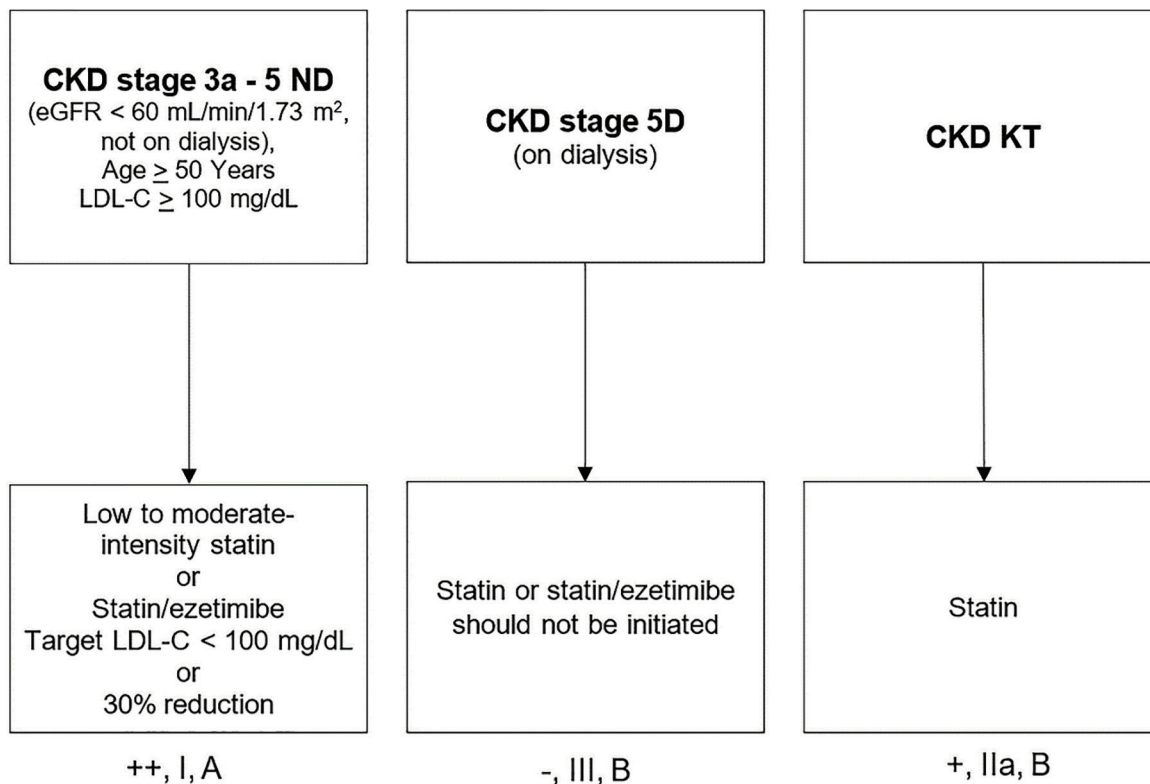 CKD stage 3a - 5 ND
(eGFR < 60 mL/min/1.73 m²,
not on dialysis),
Age ≥ 50 Years
LDL-C ≥ 100 mg/dL
CKD stage 5D
(on dialysis)
CKD KT
Low to moderate-
intensity statin
or
Statin/ezetimibe
Target LDL-C < 100 mg/dL
or
30% reduction
Statin or statin/ezetimibe
should not be initiated
Statin
++, I, A
-, III, B
+, IIa, B